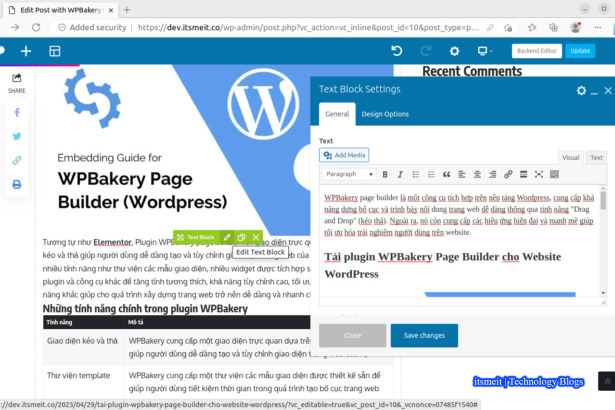 Edit Post with WPBakery
Added security
https://dev.itsmeit.co/wp-admin/post.php?vc_action=vc_inline&post_id=10&post_type=p...
Backend Editor
Update
SHARE
Embedding Guide for
WPBakery Page
Builder (Wordpress)
Text Block
Edit Text Block
Tương tự như Elementor, Plugin WPBakery
kéo và thả giúp người dùng dễ dàng tạo và tùy chỉnh giao diện
nhiều tính năng như thư viện các mẫu giao diện, nhiều widget được tích hợp
plugin và công cụ khác để tăng tính tương thích, khả năng tùy chỉnh cao, tối ưu
năng khác giúp cho quá trình xây dựng trang web trở nên dễ dàng và nhanh
Những tính năng chính trong plugin WPBakery
Tính năng
Mô tả
Giao diện kéo và thả
WPBakery cung cấp một giao diện trực quan dựa trên
giúp người dùng dễ dàng tạo và tùy chỉnh giao diện
Thư viện template
WPBakery cung cấp một thư viện các mẫu giao diện được thiết kế sẵn để
giúp người dùng tiết kiệm thời gian trong quá trình tạo bố cục trang web
Recent Comments
Text Block Settings
General
Design Options
Text
Add Media
Visual
Text
Paragraph
WPBakery page builder là một công cụ tích hợp trên nền tảng Wordpress, cung cấp khả
năng dựng bố cục và trình bày nội dung trang web dễ dàng thông qua tính năng "Drag
and Drop" (kéo thả). Ngoài ra, nó còn cung cấp các hiệu ứng hiện đại và mạnh mẽ giúp
tối ưu hóa trải nghiệm người dùng trên website.
Tải plugin WPBakery Page Builder cho Website
WordPress
Close
Save changes
itsmeit | Technology Blogs
://dev.itsmeit.co/2023/04/29/tai-plugin-wpbakery-page-builder-cho-website-wordpress/?vc_editable=true&vc_post_id=10&_vcnonce=07485f1540#